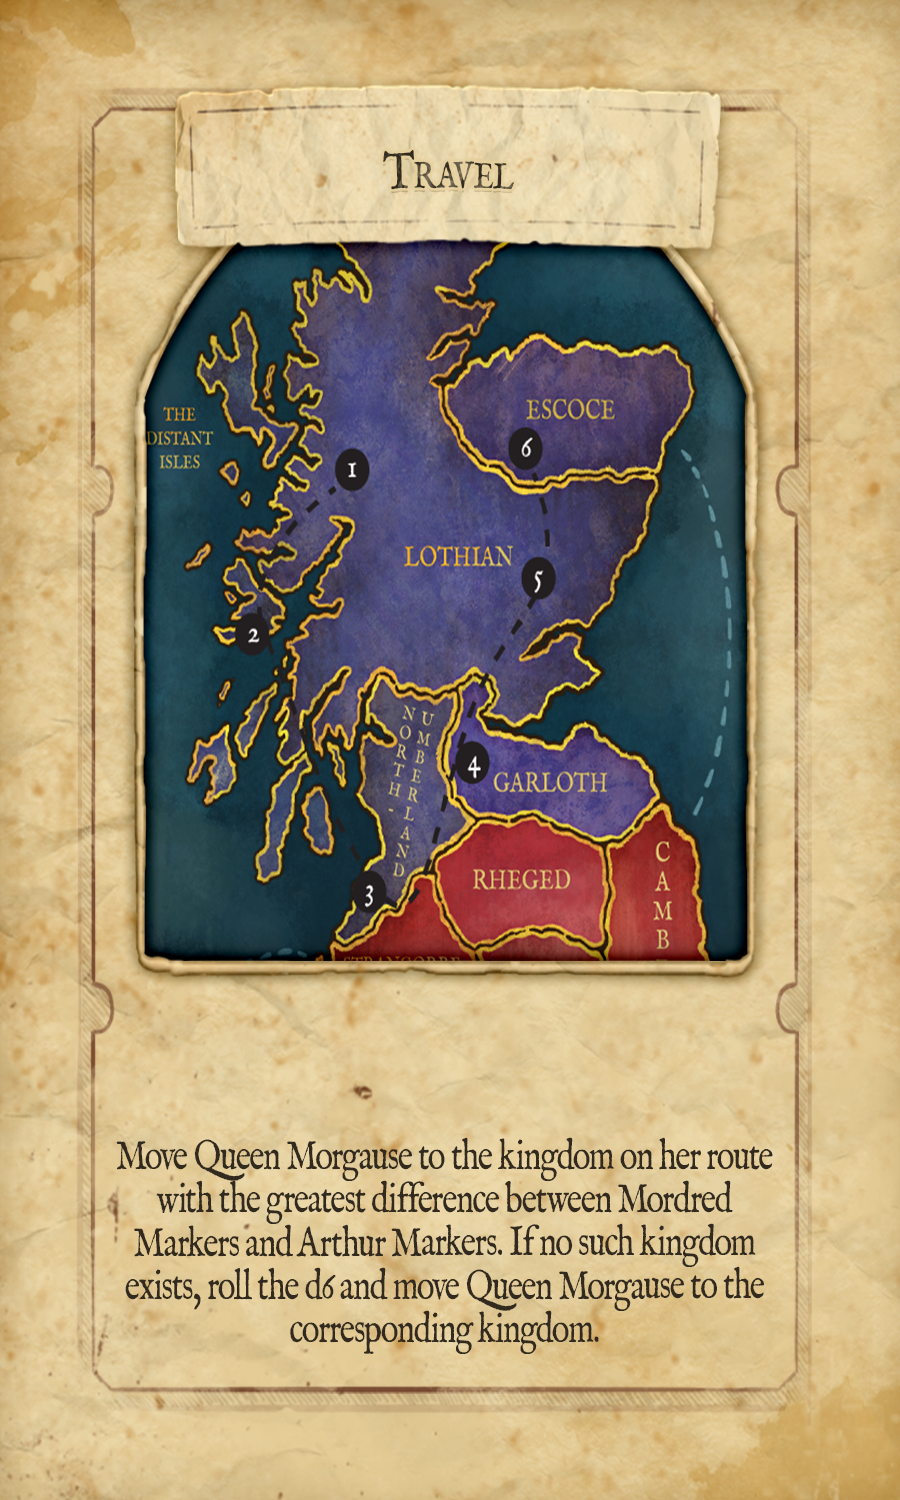 Travel
THE
DISTANT
ISLES
ESCOCE
6
1
LOTHIAN
5
2
NORTH-
UMBERLAND
4
GARLOTH
RHEGED
CAMB
3
STRANGORRE
Move Queen Morgause to the kingdom on her route
with the greatest difference between Mordred
Markers and Arthur Markers. If no such kingdom
exists, roll the d6 and move Queen Morgause to the
corresponding kingdom.